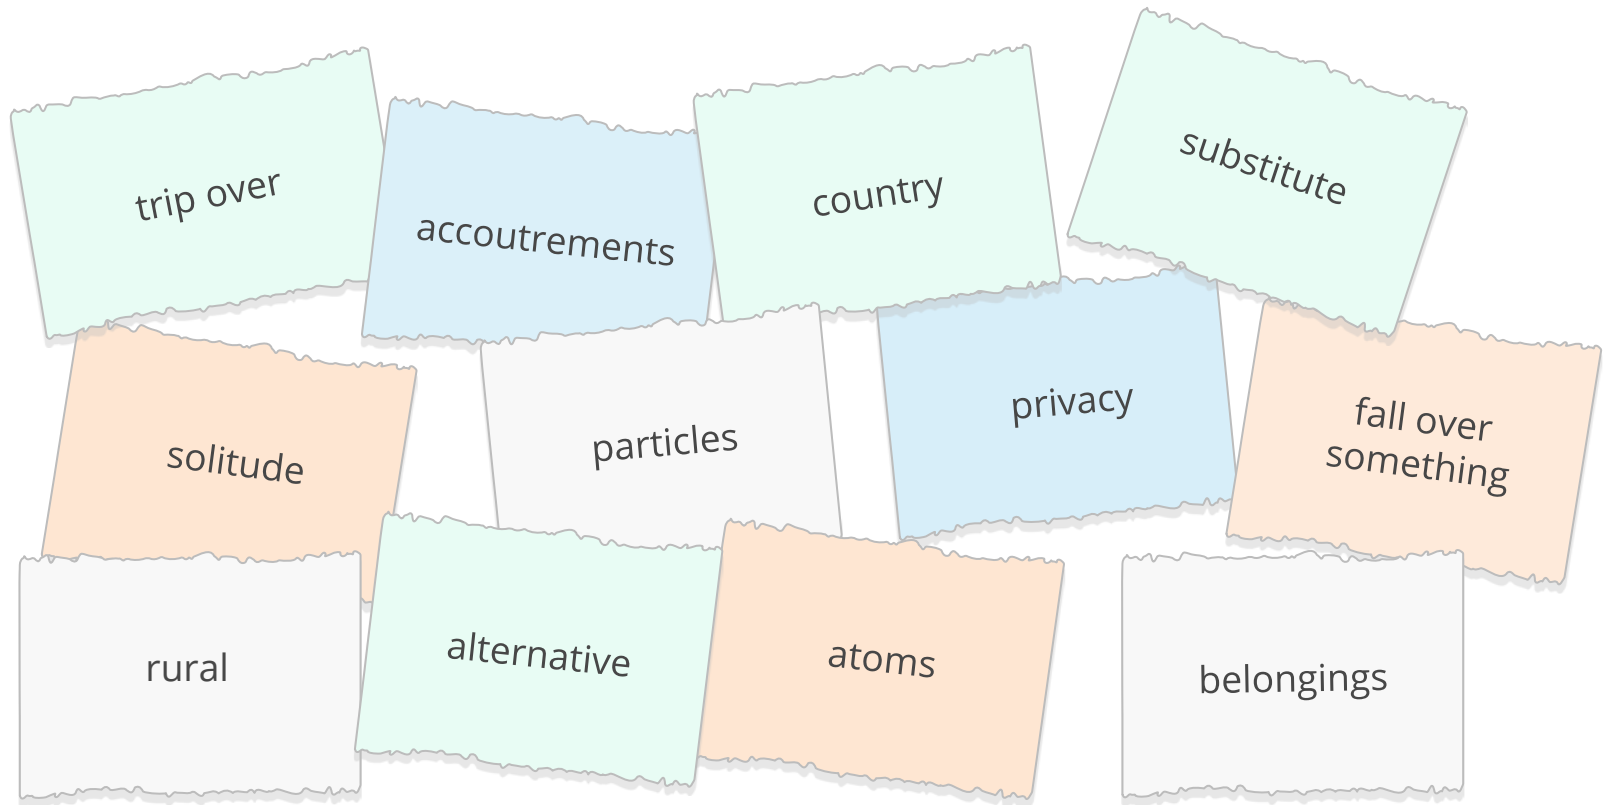 trip over
accoutrements
country
substitute
solitude
particles
privacy
fall over
something
rural
alternative
atoms
belongings